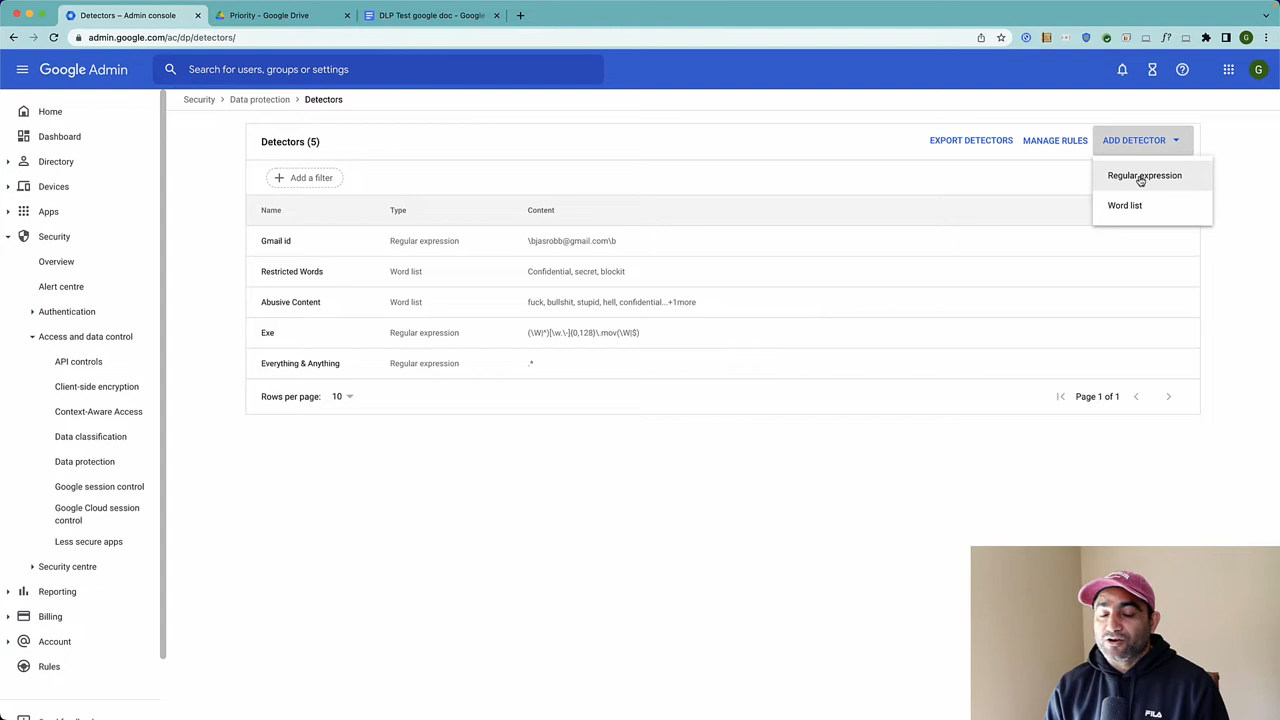 Detectors – Admin console
Priority - Google Drive
DLP Test google doc - Google
admin.google.com/ac/dp/detectors/
G
Google Admin
Search for users, groups or settings
G
Home
Dashboard
Directory
Devices
Apps
Security
Overview
Alert centre
Authentication
Access and data control
API controls
Client-side encryption
Context-Aware Access
Data classification
Data protection
Google session control
Google Cloud session
control
Less secure apps
Security centre
Reporting
Billing
Account
Rules
Security > Data protection > Detectors
Detectors (5)
EXPORT DETECTORS MANAGE RULES ADD DETECTOR
Regular expression
Word list
Add a filter
Name Type Content
Gmail id Regular expression \bjasrobb@gmail.com\b
Restricted Words Word list Confidential, secret, blockit
Abusive Content Word list fuck, bullshit, stupid, hell, confidential...+1more
Exe Regular expression (\W|^)[\w.\-]{0,128}\.mov(\W|$)
Everything & Anything Regular expression .*
Rows per page: 10 Page 1 of 1
FILA